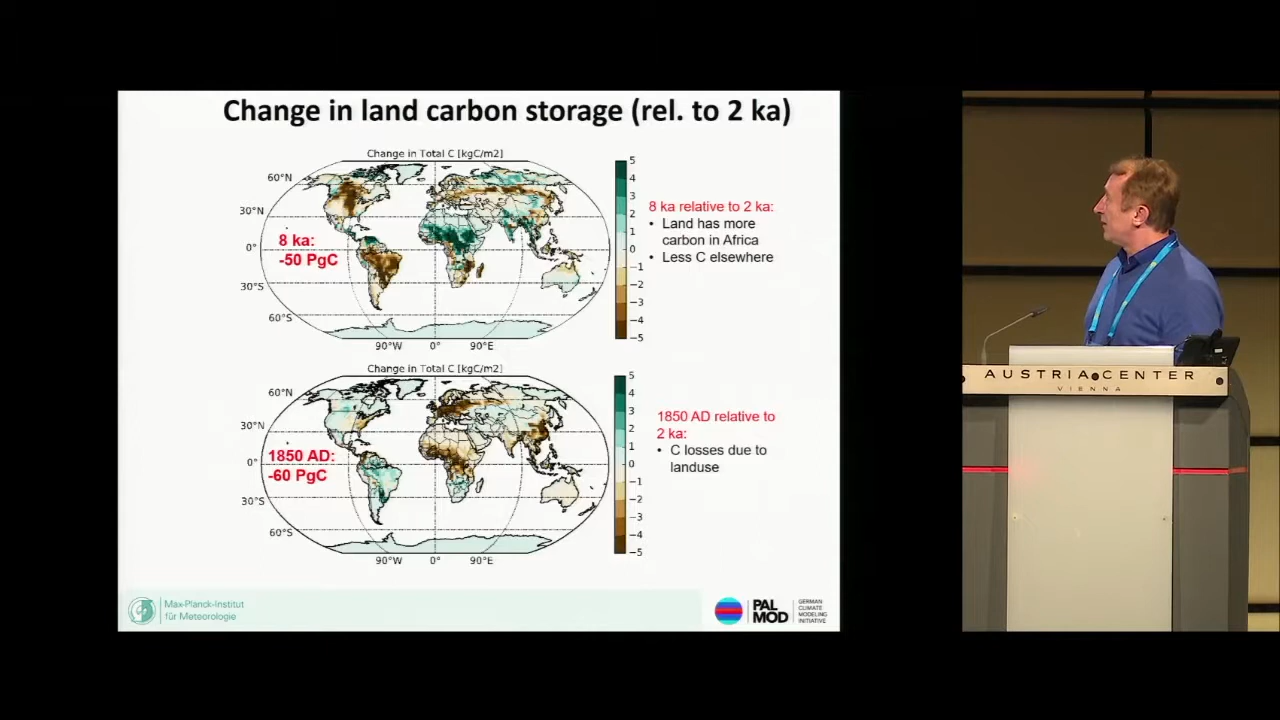 Change in land carbon storage (rel. to 2 ka)
Change in Total C [kgC/m2]
60°N
30°N
0°
30°S
60°S
90°W 0° 90°E
8 ka:
-50 PgC
5
4
3
2
1
0
−1
−2
−3
−4
−5
8 ka relative to 2 ka:
• Land has more
carbon in Africa
• Less C elsewhere
Change in Total C [kgC/m2]
60°N
30°N
0°
30°S
60°S
90°W 0° 90°E
1850 AD:
-60 PgC
5
4
3
2
1
0
−1
−2
−3
−4
−5
1850 AD relative to
2 ka:
• C losses due to
landuse
Max-Planck-Institut
für Meteorologie
PAL
MOD
GERMAN
CLIMATE
MODELING
INITIATIVE
AUSTRIA CENTER
VIENNA